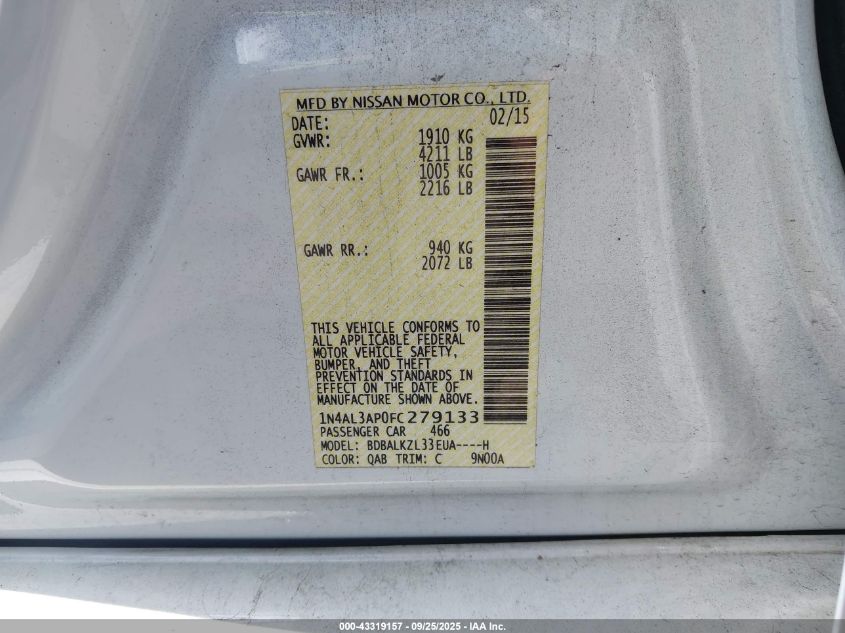 MFD BY NISSAN MOTOR CO., LTD.
DATE: 02/15
GVWR: 1910 KG
4211 LB
GAWR FR.: 1005 KG
2216 LB
GAWR RR.: 940 KG
2072 LB
THIS VEHICLE CONFORMS TO
ALL APPLICABLE FEDERAL
MOTOR VEHICLE SAFETY,
BUMPER, AND THEFT
PREVENTION STANDARDS IN
EFFECT ON THE DATE OF
MANUFACTURE SHOWN ABOVE.
1N4AL3AP0FC279133
PASSENGER CAR 466
MODEL: BDBALKZL33EUA----H
COLOR: QAB TRIM: C 9N00A
000-43319157 - 09/25/2025 - IAA Inc.